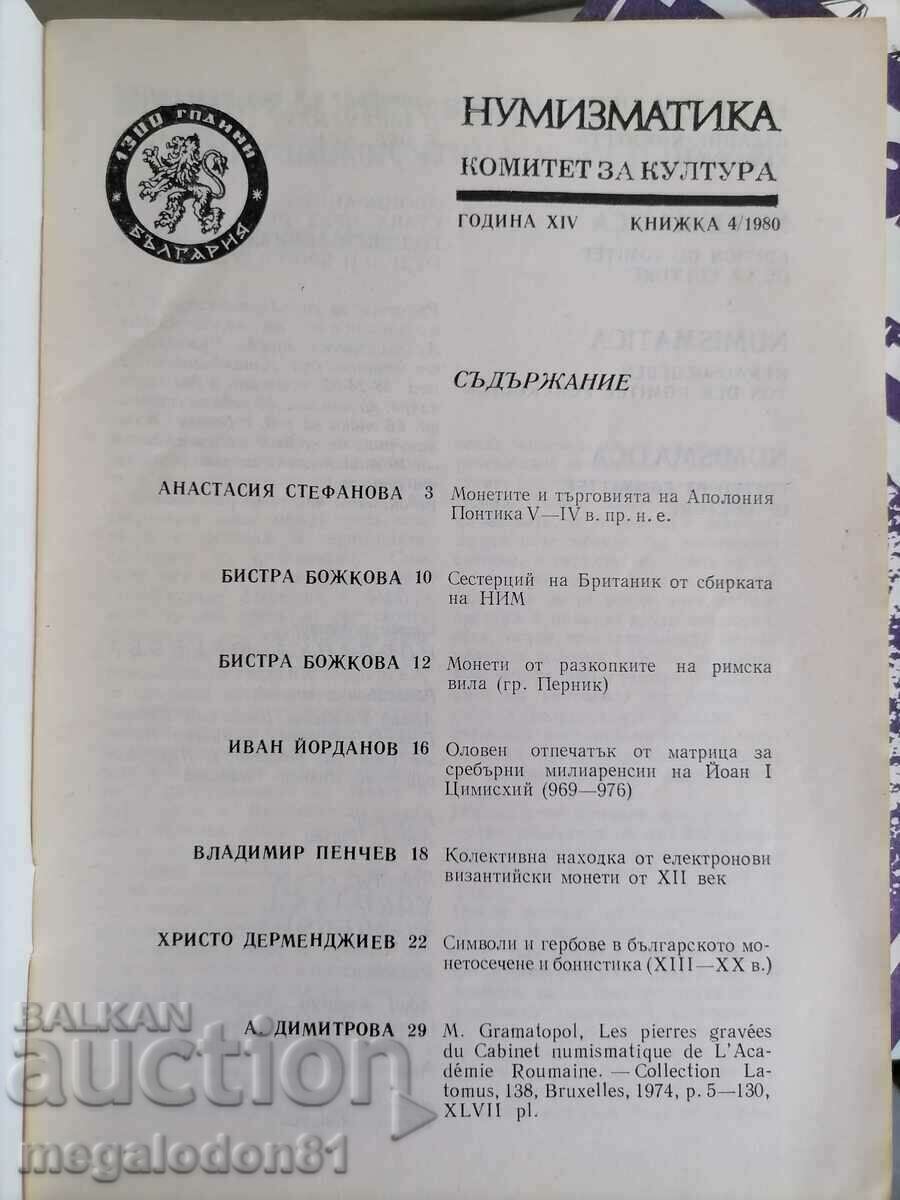 1300 ГОДИНИ
БЪЛГАРИЯ
НУМИЗМАТИКА
КОМИТЕТ ЗА КУЛТУРА
ГОДИНА XIV КНИЖКА 4/1980
СЪДЪРЖАНИЕ
АНАСТАСИЯ СТЕФАНОВА 3 Монетите и търговията на Аполония
Понтика V—IV в. пр. н. е.
БИСТРА БОЖКОВА 10 Сестерций на Британик от сбирката
на НИМ
БИСТРА БОЖКОВА 12 Монети от разкопките на римска
вила (гр. Перник)
ИВАН ЙОРДАНОВ 16 Оловен отпечатък от матрица за
сребърни милиаренсии на Йоан I
Цимисхий (969—976)
ВЛАДИМИР ПЕНЧЕВ 18 Колективна находка от електронови
византийски монети от XII век
ХРИСТО ДЕРМЕНДЖИЕВ 22 Символи и гербове в българското мо-
нетосечене и бонистика (XIII—XX в.)
А. ДИМИТРОВА 29 M. Gramatopol, Les pierres gravées
du Cabinet numismatique de L'Aca-
démie Roumaine. — Collection La-
tomus, 138, Bruxelles, 1974, p. 5—130,
XLVII pl.
BALKAN
auction
megalodon81